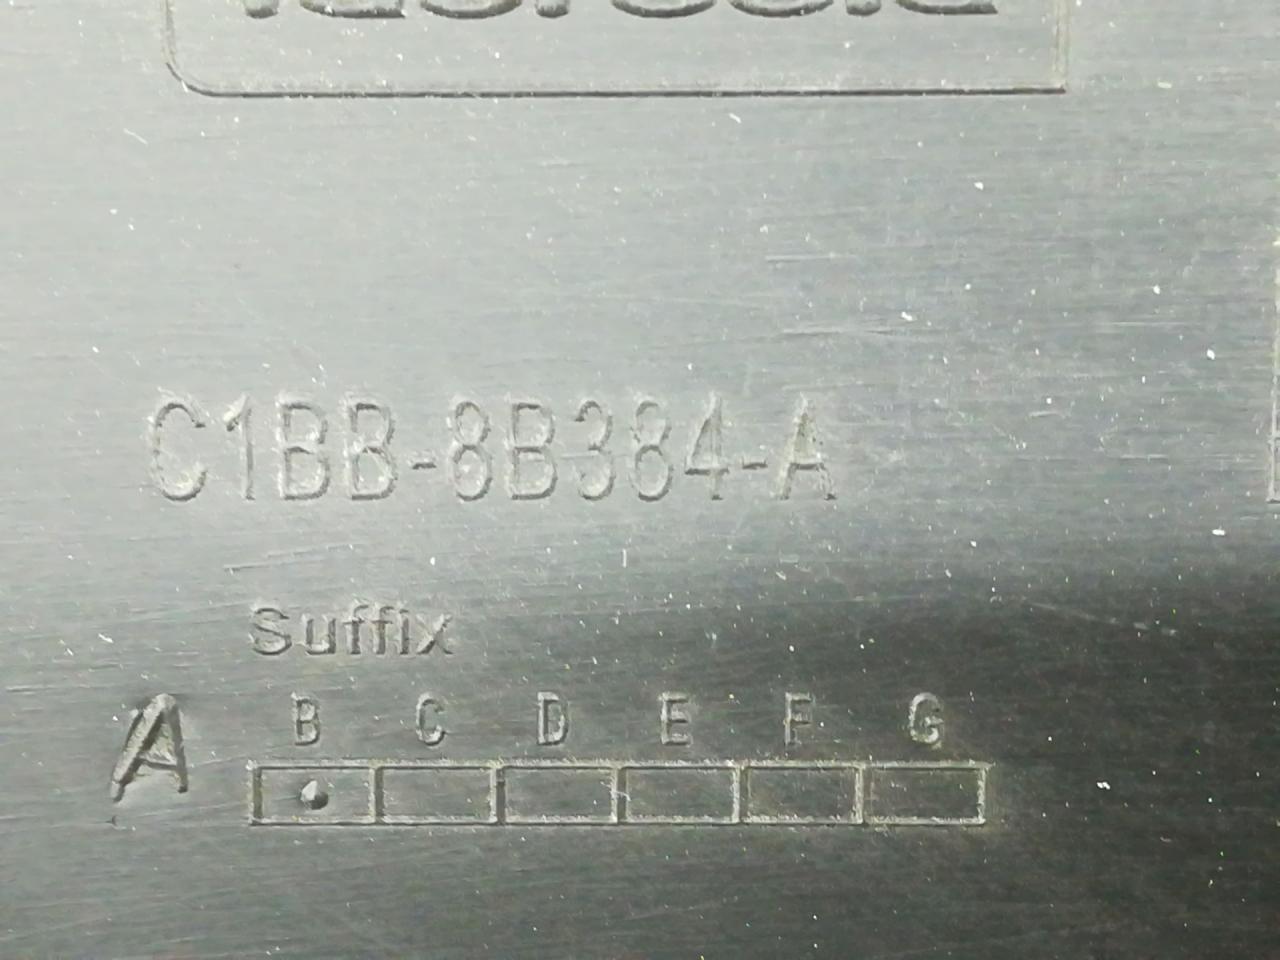 C1BB-8B384-A
Suffix
A B C D E F G